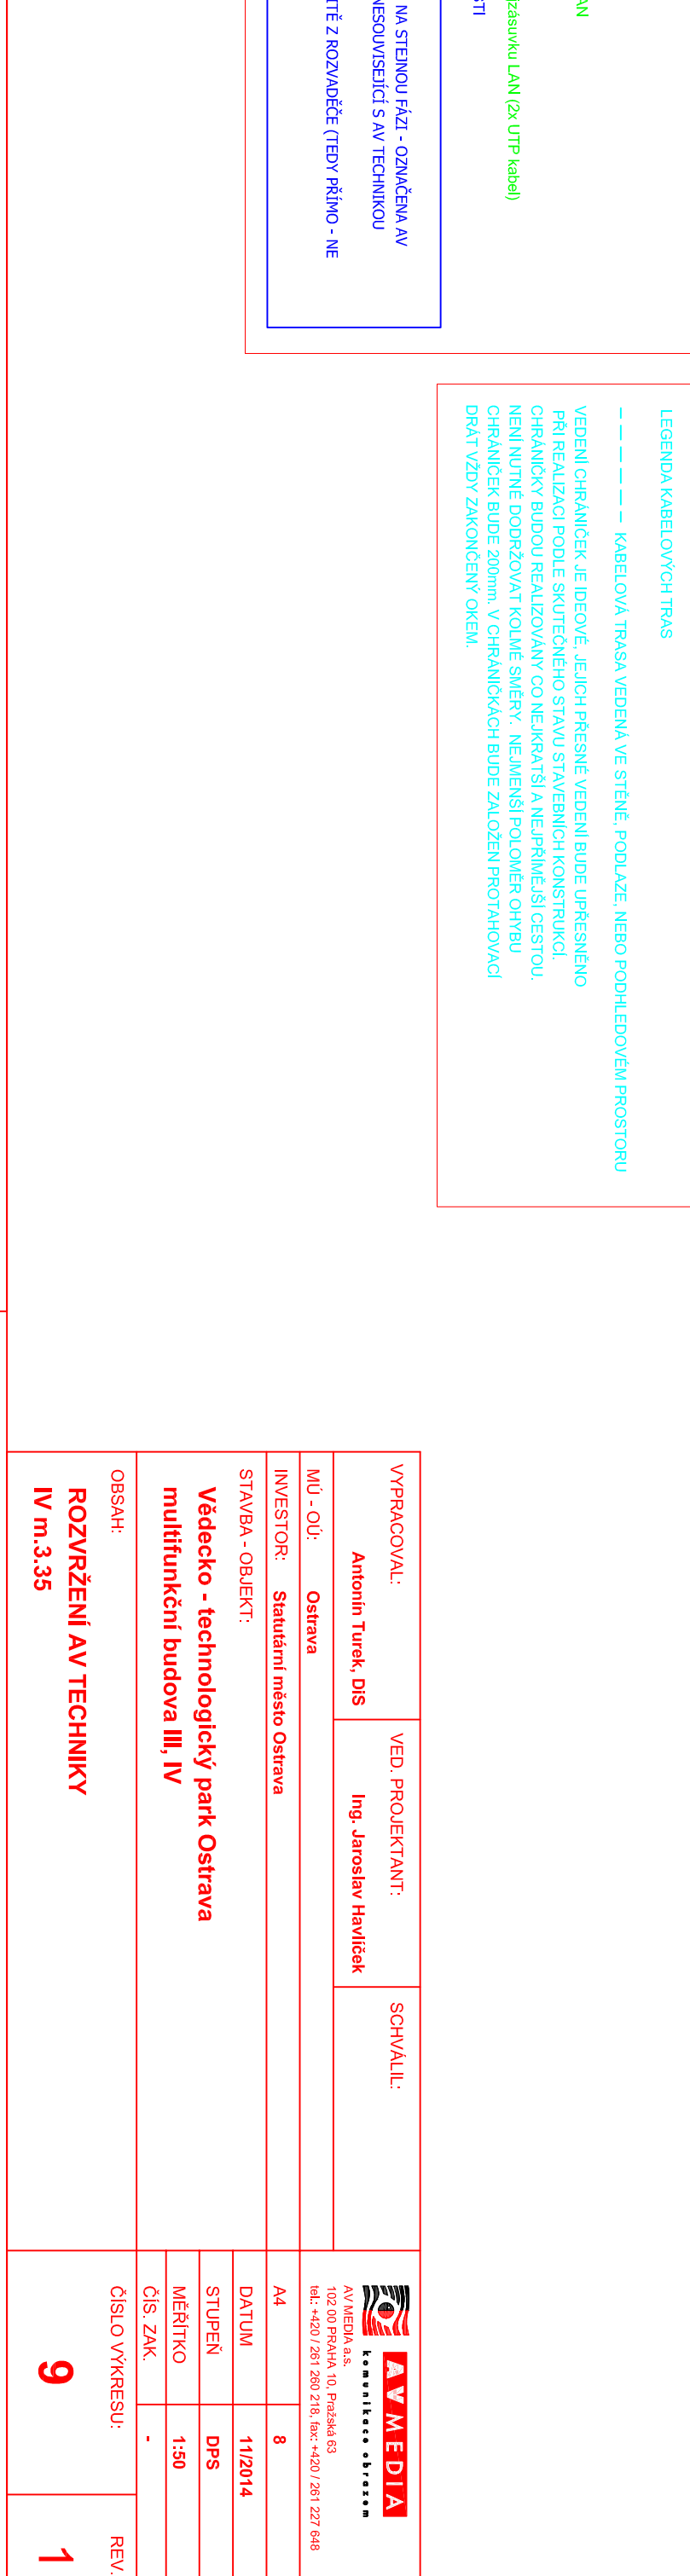 AN
zásuvku LAN (2x UTP kabel)
STI
NA STEJNOU FÁZI - OZNAČENA AV
NESOUVISEJÍCÍ S AV TECHNIKOU
ITĚ Z ROZVADĚČE (TEDY PŘÍMO - NE
LEGENDA KABELOVÝCH TRAS
KABELOVÁ TRASA VEDENÁ VE STĚNĚ, PODLAZE, NEBO PODHLEDOVÉM PROSTORU
VEDENÍ CHRÁNIČEK JE IDEOVÉ, JEJICH PŘESNÉ VEDENÍ BUDE UPŘESNĚNO
PŘI REALIZACI PODLE SKUTEČNÉHO STAVU STAVEBNÍCH KONSTRUKCÍ.
CHRÁNIČKY BUDOU REALIZOVÁNY CO NEJKRATŠÍ A NEJPŘÍMĚJŠÍ CESTOU.
NENÍ NUTNÉ DODRŽOVAT KOLMÉ SMĚRY. NEJMENŠÍ POLOMĚR OHYBU
CHRÁNIČEK BUDE 200mm. V CHRÁNIČKÁCH BUDE ZALOŽEN PROTAHOVACÍ
DRÁT VŽDY ZAKONČENÝ OKEM.
VYPRACOVAL:
Antonín Turek, DiS
VED. PROJEKTANT:
Ing. Jaroslav Havlíček
SCHVÁLIL:
AV MEDIA
komunikace obrazem
AV MEDIA a.s.
102 00 PRAHA 10, Pražská 63
tel.: +420 / 261 260 218, fax: +420 / 261 227 648
MÚ - OÚ: Ostrava
INVESTOR: Statutární město Ostrava
A4 8
STAVBA - OBJEKT:
Vědecko - technologický park Ostrava
multifunkční budova III, IV
DATUM 11/2014
STUPEŇ DPS
MĚŘÍTKO 1:50
ČÍS. ZAK. -
OBSAH:
ROZVRŽENÍ AV TECHNIKY
IV m.3.35
ČÍSLO VÝKRESU:
9
REV.
1